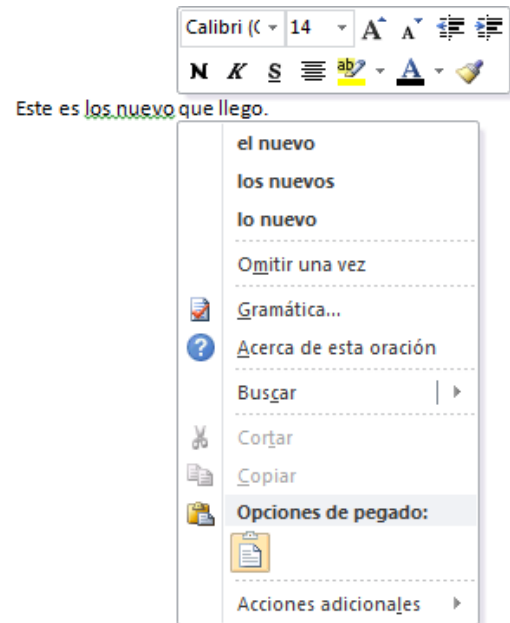 Calibri (C 14 A A
N K S ab A
Este es los nuevo que llego.
el nuevo
los nuevos
lo nuevo
Omitir una vez
Gramática...
Acerca de esta oración
Buscar
Cortar
Copiar
Opciones de pegado:
Acciones adicionales